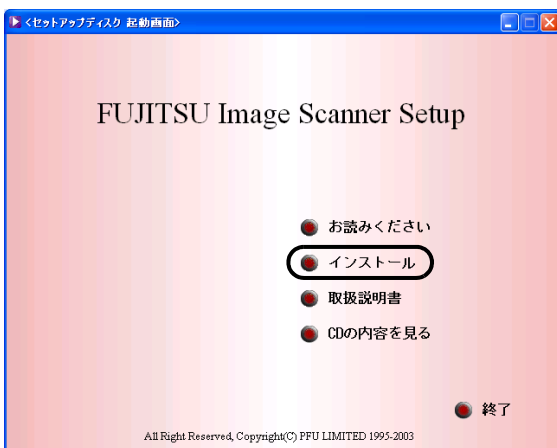 <セットアップディスク 起動画面>
FUJITSU Image Scanner Setup
お読みください
インストール
取扱説明書
CDの内容を見る
終了
All Right Reserved, Copyright(C) PFU LIMITED 1995-2003